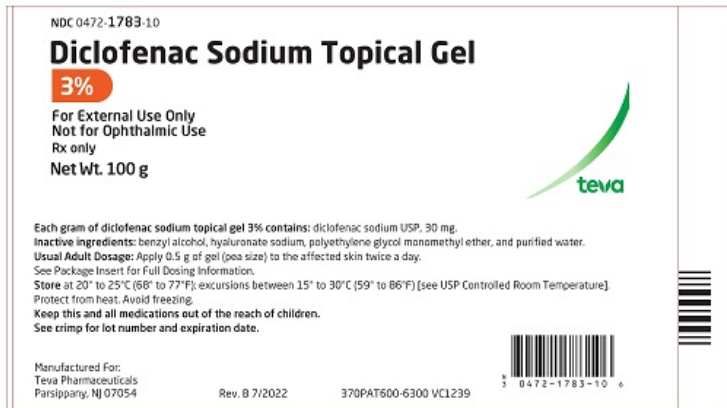 NDC 0472-1783-10
Diclofenac Sodium Topical Gel
3%
For External Use Only
Not for Ophthalmic Use
Rx only
Net Wt. 100 g
teva
Each gram of diclofenac sodium topical gel 3% contains: diclofenac sodium USP, 30 mg.
Inactive ingredients: benzyl alcohol, hyaluronate sodium, polyethylene glycol monomethyl ether, and purified water.
Usual Adult Dosage: Apply 0.5 g of gel (pea size) to the affected skin twice a day.
See Package Insert for Full Dosing Information.
Store at 20° to 25°C (68° to 77°F); excursions between 15° to 30°C (59° to 86°F) [see USP Controlled Room Temperature].
Protect from heat. Avoid freezing.
Keep this and all medications out of the reach of children.
See crimp for lot number and expiration date.
Manufactured For:
Teva Pharmaceuticals
Parsippany, NJ 07054
Rev. B 7/2022
370PAT600-6300 VC1239
N
3 0472-1783-10 6